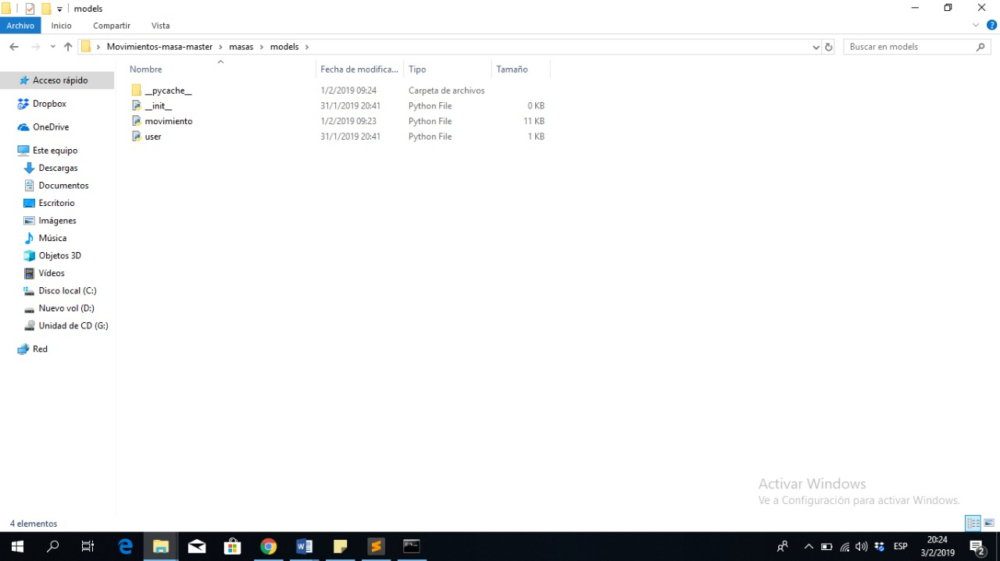 models
Archivo Inicio Compartir Vista
Movimientos-masa-master masas models Buscar en models
Nombre Fecha de modifica... Tipo Tamaño
__pycache__ 1/2/2019 09:24 Carpeta de archivos
__init__ 31/1/2019 20:41 Python File 0 KB
movimiento 1/2/2019 09:23 Python File 11 KB
user 31/1/2019 20:41 Python File 1 KB
Acceso rápido
Dropbox
OneDrive
Este equipo
Descargas
Documentos
Escritorio
Imágenes
Música
Objetos 3D
Vídeos
Disco local (C:)
Nuevo vol (D:)
Unidad de CD (G:)
Red
Activar Windows
Ve a Configuración para activar Windows.
4 elementos
ESP
20:24
3/2/2019
2